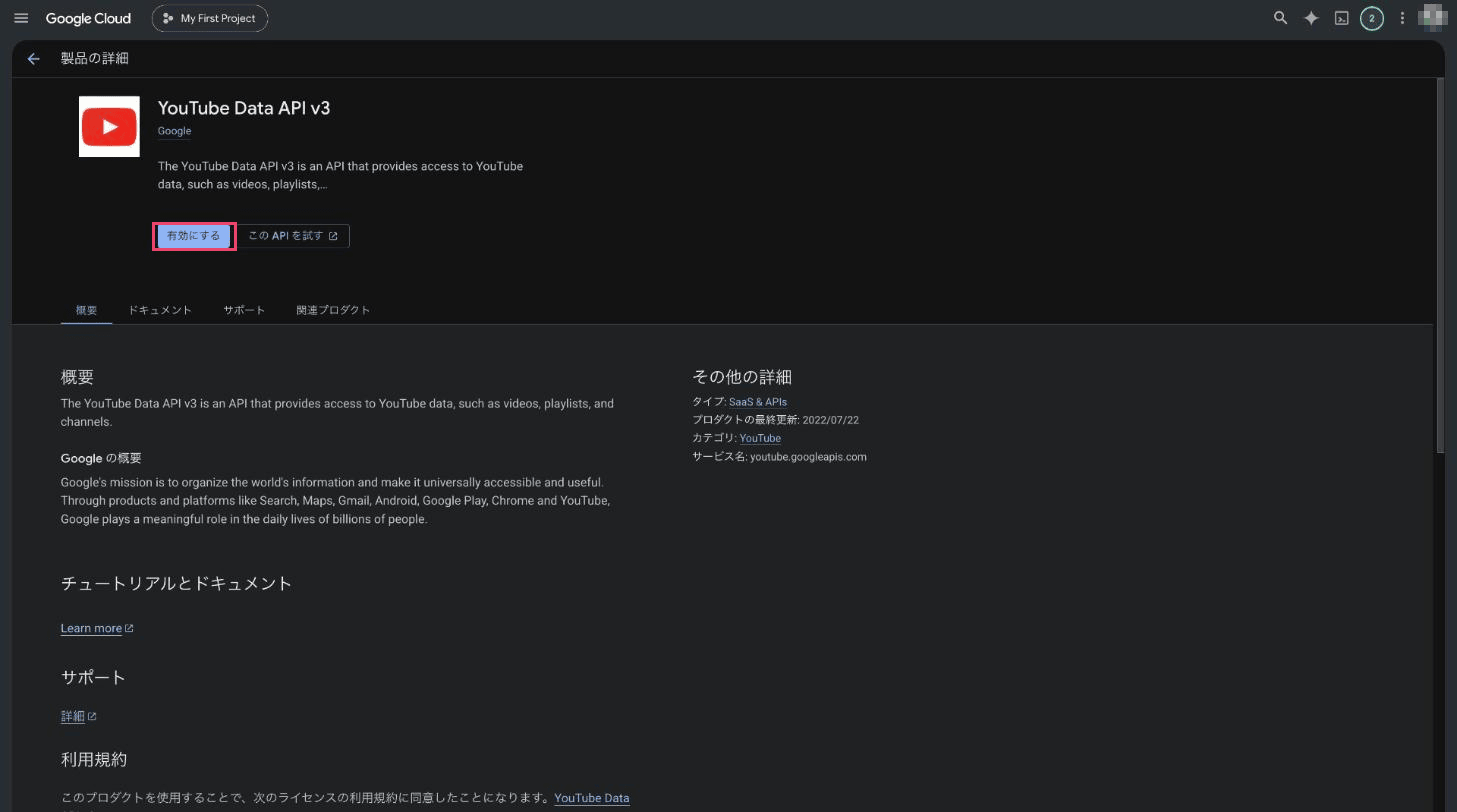 Google Cloud
My First Project
2
製品の詳細
YouTube Data API v3
Google
The YouTube Data API v3 is an API that provides access to YouTube
data, such as videos, playlists,...
有効にする
この API を試す
概要
ドキュメント
サポート
関連プロダクト
概要
The YouTube Data API v3 is an API that provides access to YouTube data, such as videos, playlists, and
channels.
Google の概要
Google's mission is to organize the world's information and make it universally accessible and useful.
Through products and platforms like Search, Maps, Gmail, Android, Google Play, Chrome and YouTube,
Google plays a meaningful role in the daily lives of billions of people.
チュートリアルとドキュメント
Learn more
サポート
詳細
利用規約
このプロダクトを使用することで、次のライセンスの利用規約に同意したことになります。YouTube Data
その他の詳細
タイプ: SaaS & APIs
プロダクトの最終更新: 2022/07/22
カテゴリ: YouTube
サービス名: youtube.googleapis.com